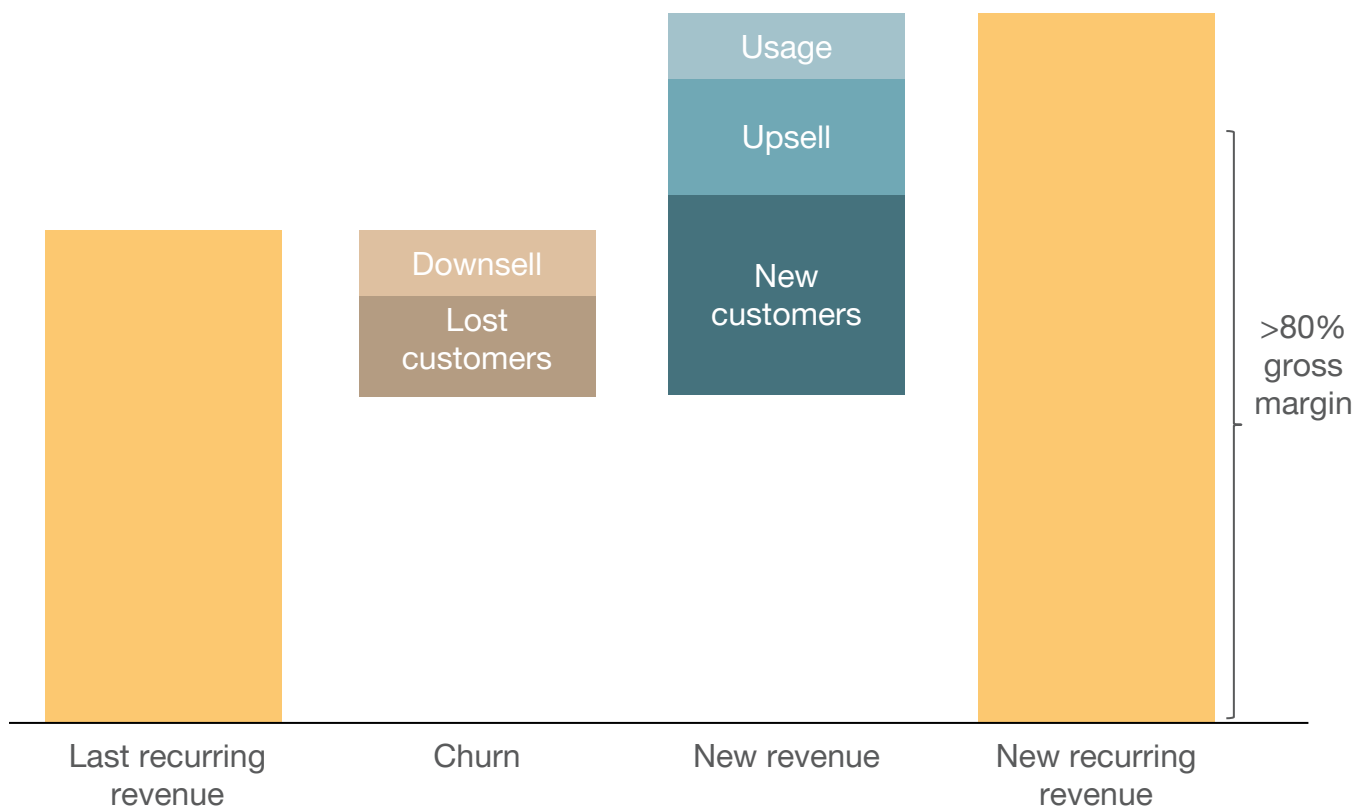 Usage
Upsell
New
customers
Downsell
Lost
customers
>80%
gross
margin
Last recurring
revenue
Churn
New revenue
New recurring
revenue